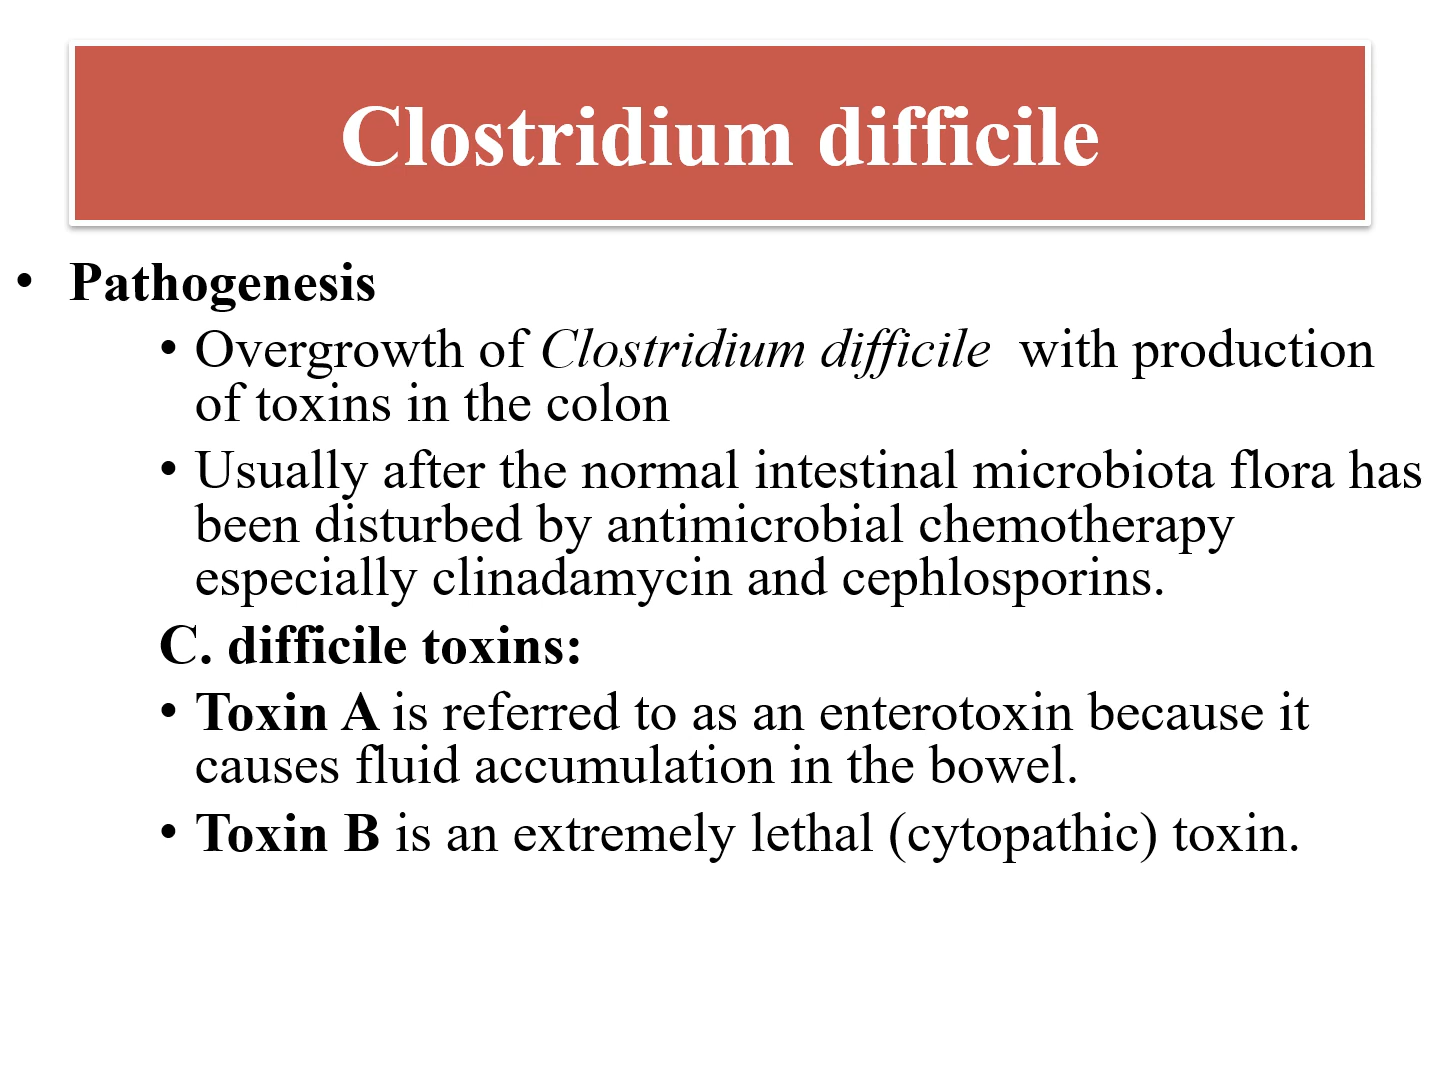 Clostridium difficile
• Pathogenesis
• Overgrowth of Clostridium difficile with production
of toxins in the colon
• Usually after the normal intestinal microbiota flora has
been disturbed by antimicrobial chemotherapy
especially clinadamycin and cephlosporins.
C. difficile toxins:
• Toxin A is referred to as an enterotoxin because it
causes fluid accumulation in the bowel.
• Toxin B is an extremely lethal (cytopathic) toxin.